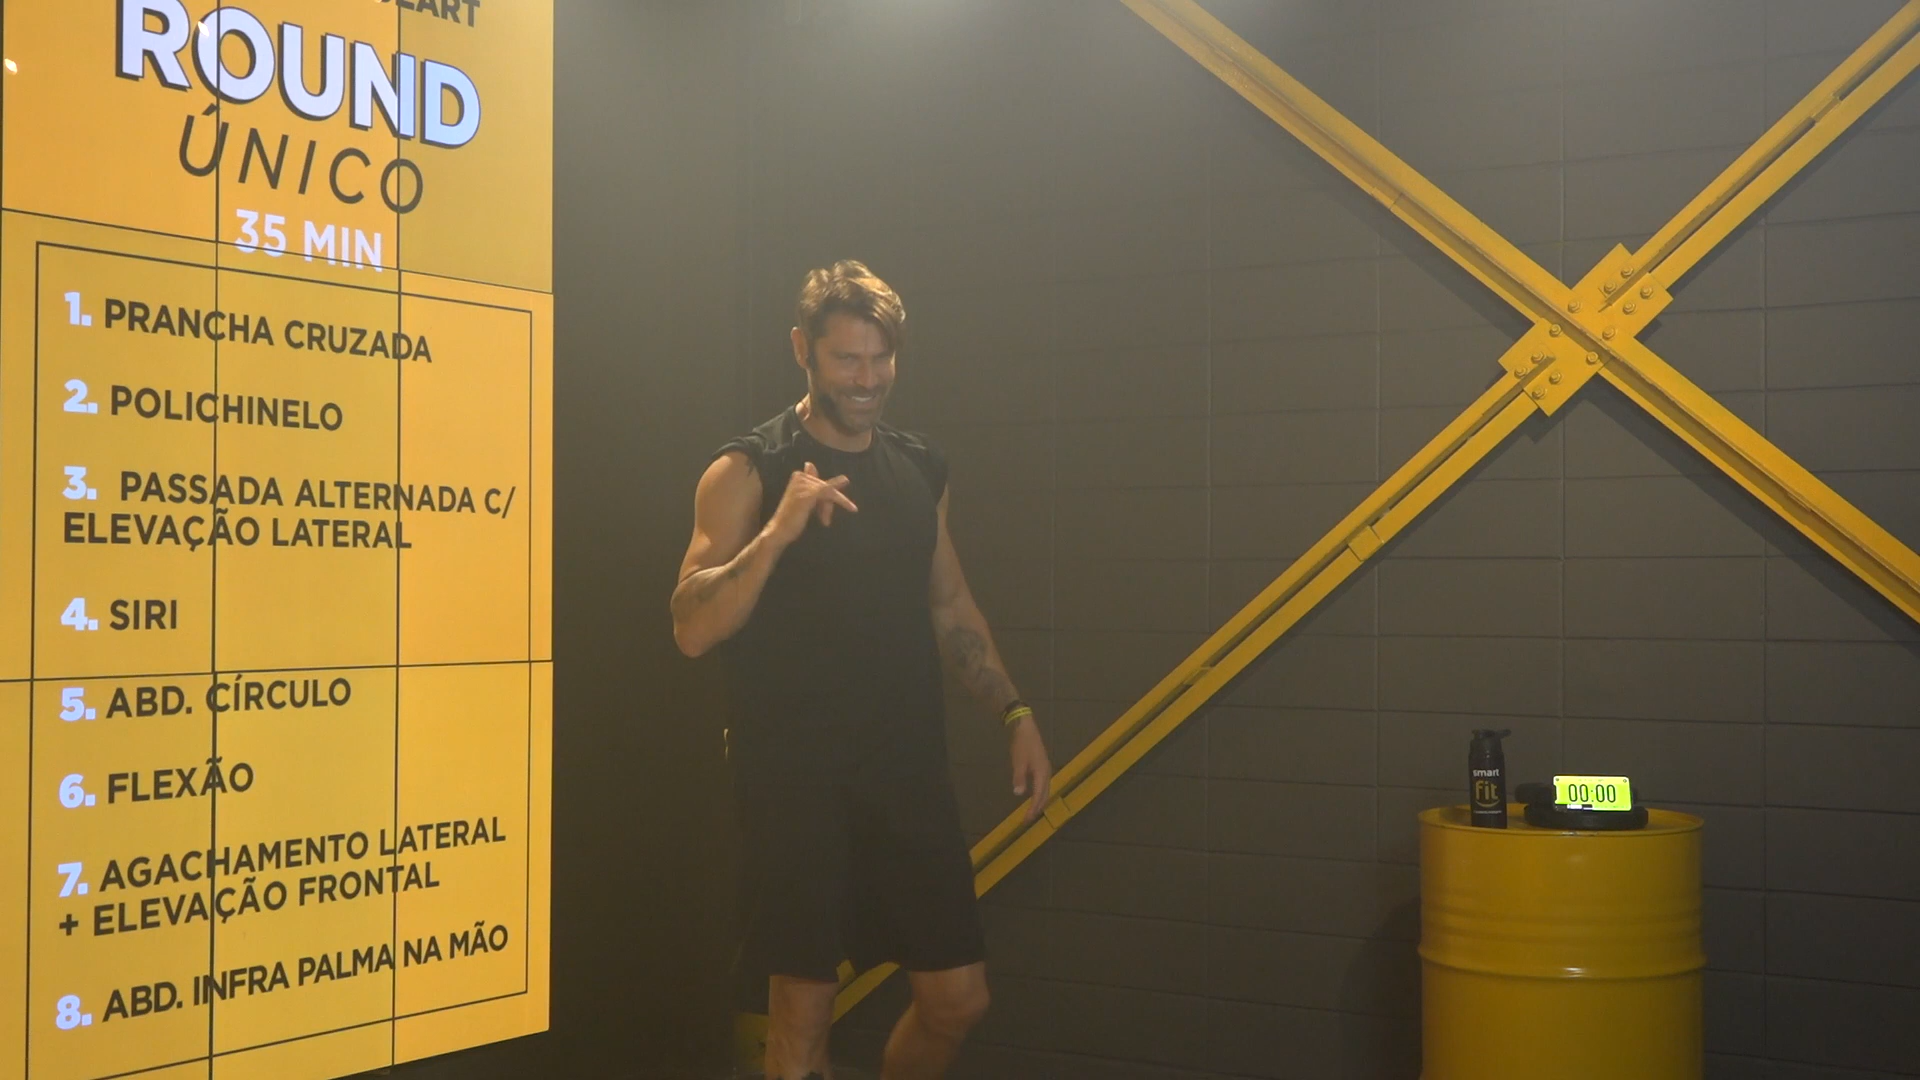 ROUND
ÚNICO
35 MIN
1. PRANCHA CRUZADA
2. POLICHINELO
3. PASSADA ALTERNADA C/
ELEVAÇÃO LATERAL
4. SIRI
5. ABD. CÍRCULO
6. FLEXÃO
7. AGACHAMENTO LATERAL
+ ELEVAÇÃO FRONTAL
8. ABD. INFRA PALMA NA MÃO
smart
fit
00:00